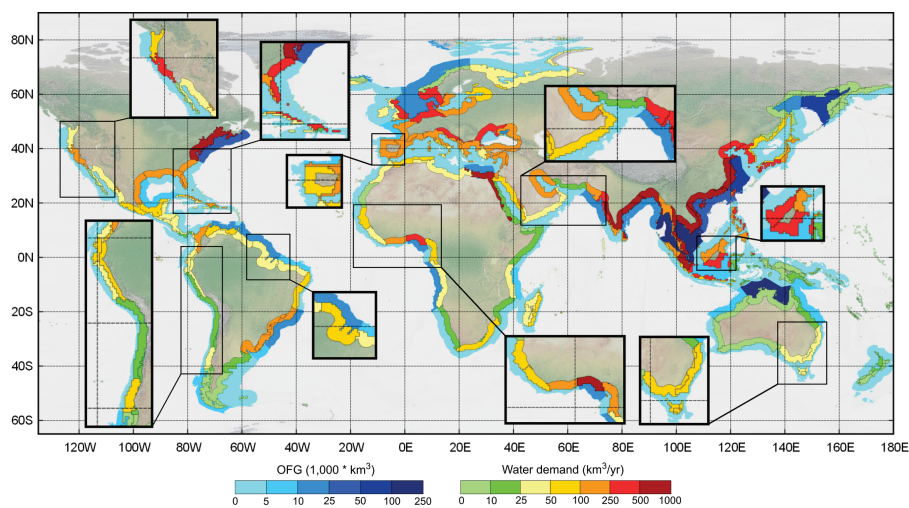 80N
60N
40N
20N
0N
20S
40S
60S
120W 100W 80W 60W 40W 20W 0E 20E 40E 60E 80E 100E 120E 140E 160E 180E
OFG (1,000 * km³) Water demand (km³/yr)
0 5 10 25 50 100 250 0 10 25 50 100 250 500 1000